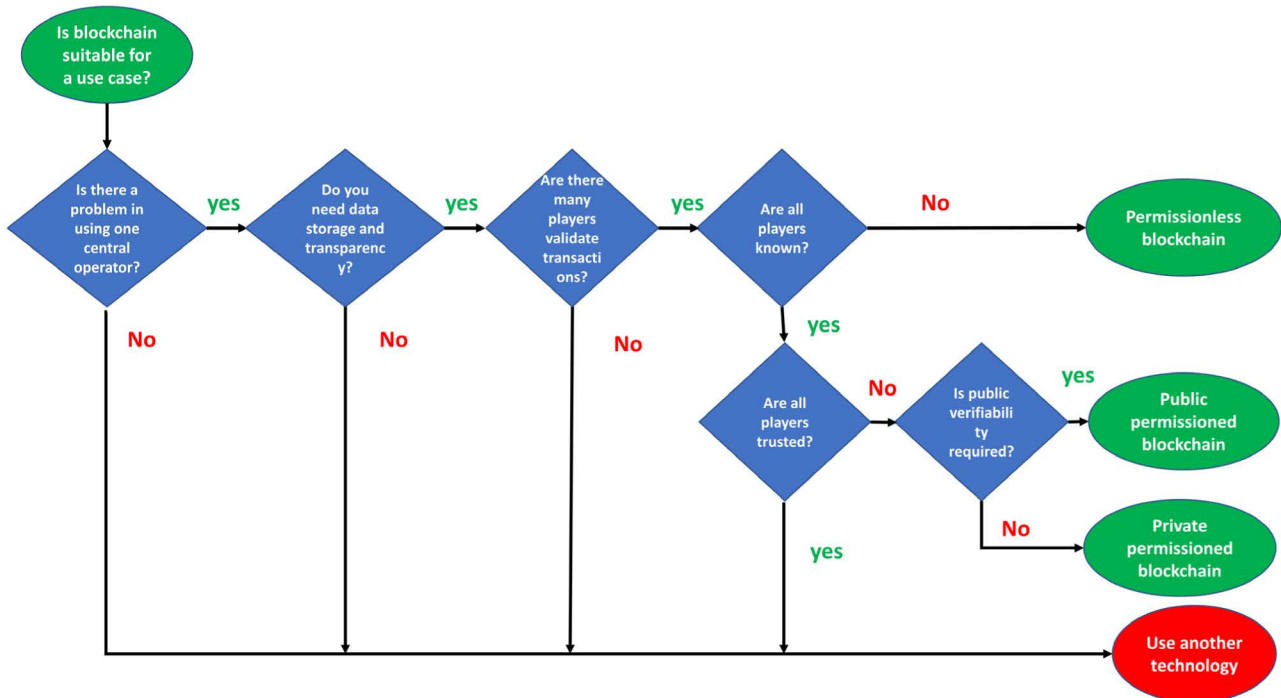 Is blockchain
suitable for
a use case?
Is there a
problem in
using one
central
operator?
yes
Do you
need data
storage and
transparenc
y?
yes
Are there
many
players
validate
transacti
ons?
yes
Are all
players
known?
No
Permissionless
blockchain
No
No
No
yes
Are all
players
trusted?
No
Is public
verifiabili
ty
required?
yes
Public
permissioned
blockchain
yes
No
Private
permissioned
blockchain
Use another
technology